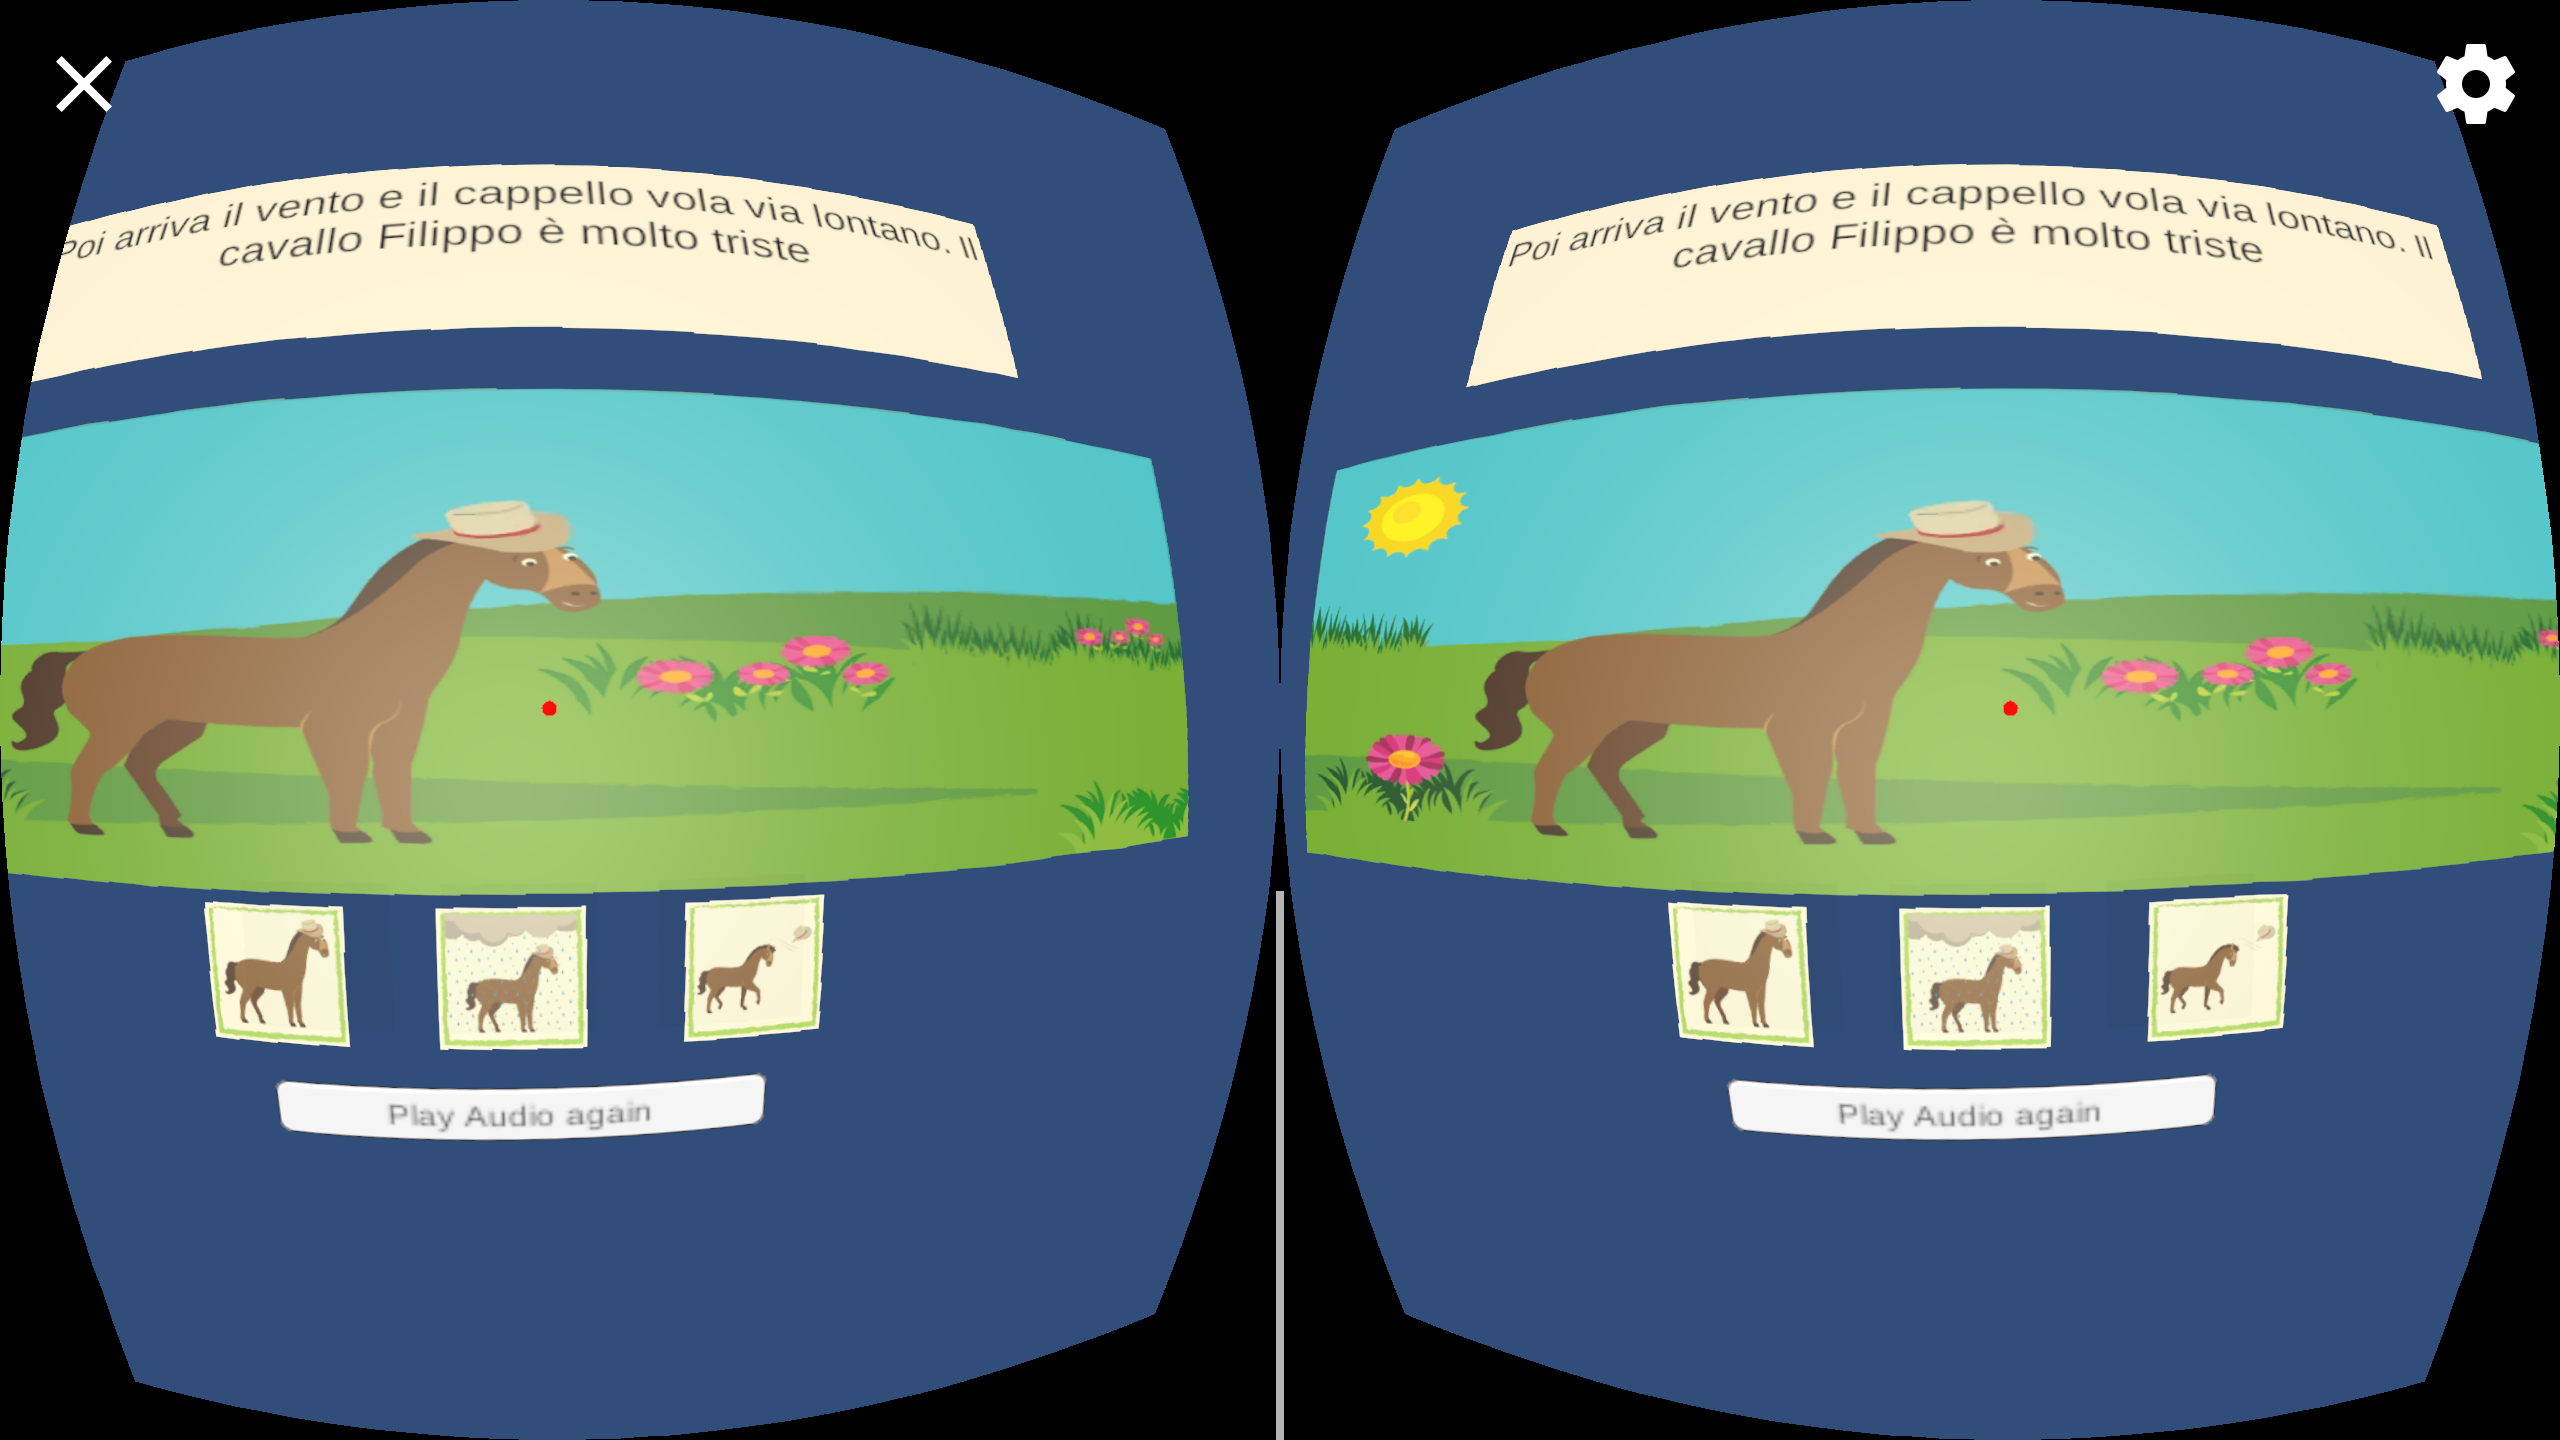 Poi arriva il vento e il cappello vola via lontano. Il
cavallo Filippo è molto triste
Play Audio again
Poi arriva il vento e il cappello vola via lontano. Il
cavallo Filippo è molto triste
Play Audio again